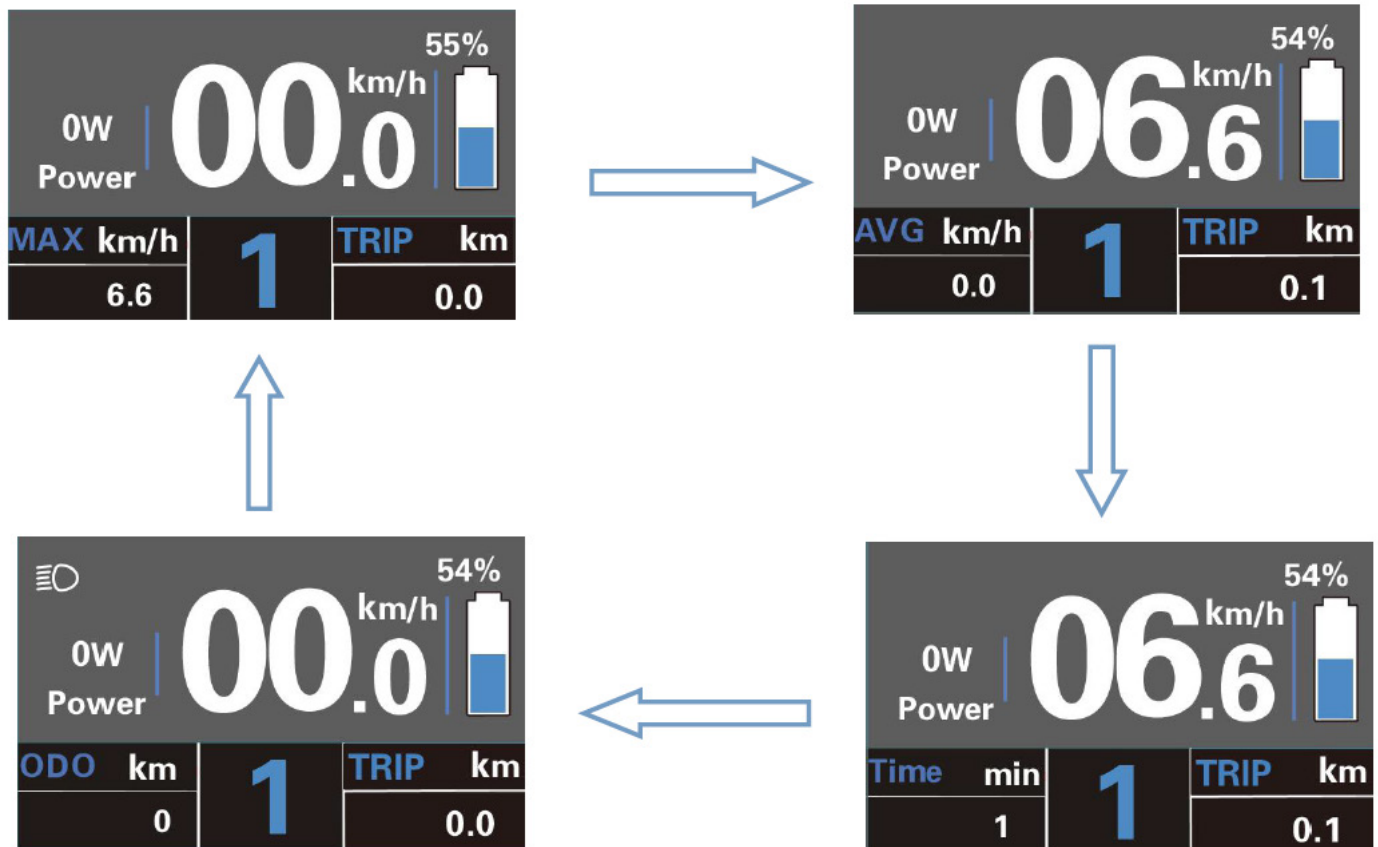 55%
km/h
00.0
0W
Power
MAX km/h
6.6
1
TRIP km
0.0
54%
km/h
06.6
0W
Power
AVG km/h
0.0
1
TRIP km
0.1
54%
km/h
00.0
0W
Power
ODO km
0
1
TRIP km
0.0
54%
km/h
06.6
0W
Power
Time min
1
1
TRIP km
0.1